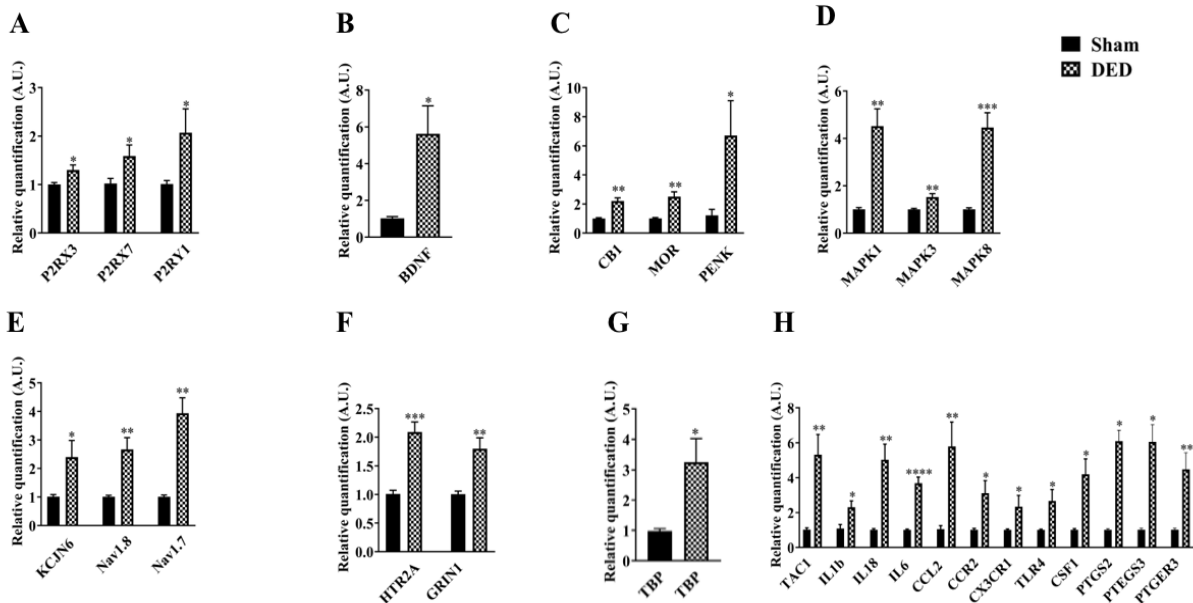 A
B
C
D
Sham
DED
Relative quantification (A.U.)
3
2
1
0
*
*
*
P2RX3
P2RX7
P2RY1
Relative quantification (A.U.)
8
6
4
2
0
*
BDNF
Relative quantification (A.U.)
10
8
6
4
2
0
**
**
*
CB1
MOR
PENK
Relative quantification (A.U.)
6
4
2
0
**
**
***
MAPK1
MAPK3
MAPK8
E
F
G
H
Relative quantification (A.U.)
5
4
3
2
1
0
*
**
**
KCJN6
Nav1.8
Nav1.7
Relative quantification (A.U.)
2.5
2.0
1.5
1.0
0.5
0.0
***
**
HTR2A
GRIN1
Relative quantification (A.U.)
5
4
3
2
1
0
*
TBP
TBP
Relative quantification (A.U.)
8
6
4
2
0
**
*
**
****
**
*
*
*
*
*
*
**
TAC1
IL1b
IL18
IL6
CCL2
CCR2
CX3CR1
TLR4
CSF1
PTGS2
PTEGS3
PTGER3